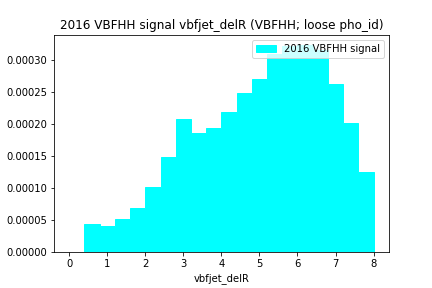 2016 VBFHH signal vbfjet_delR (VBFHH; loose pho_id)
2016 VBFHH signal
0.00030
0.00025
0.00020
0.00015
0.00010
0.00005
0.00000
0 1 2 3 4 5 6 7 8
vbfjet_delR